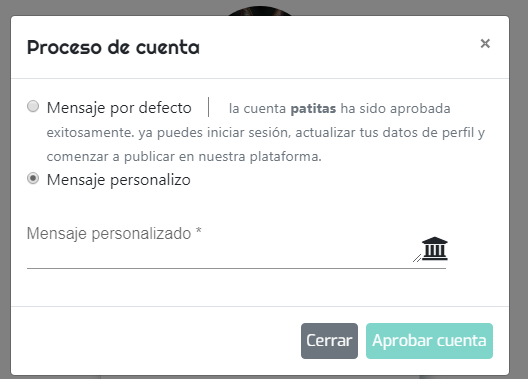 Proceso de cuenta ×
Mensaje por defecto | la cuenta patitas ha sido aprobada
exitosamente. ya puedes iniciar sesión, actualizar tus datos de perfil y
comenzar a publicar en nuestra plataforma.
Mensaje personalizo
Mensaje personalizado *
Cerrar Aprobar cuenta